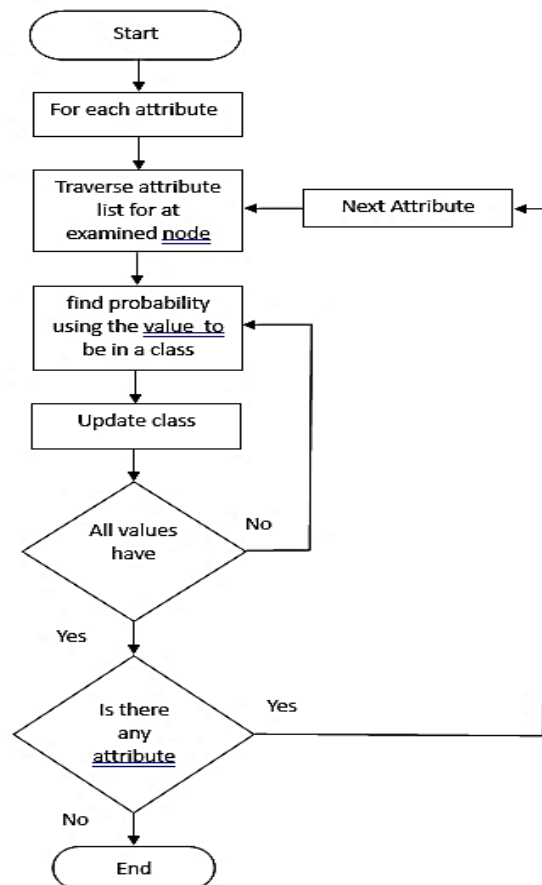 Start
For each attribute
Traverse attribute
list for at
examined node
Next Attribute
find probability
using the value to
be in a class
Update class
All values
have
No
Yes
Is there
any
attribute
Yes
No
End